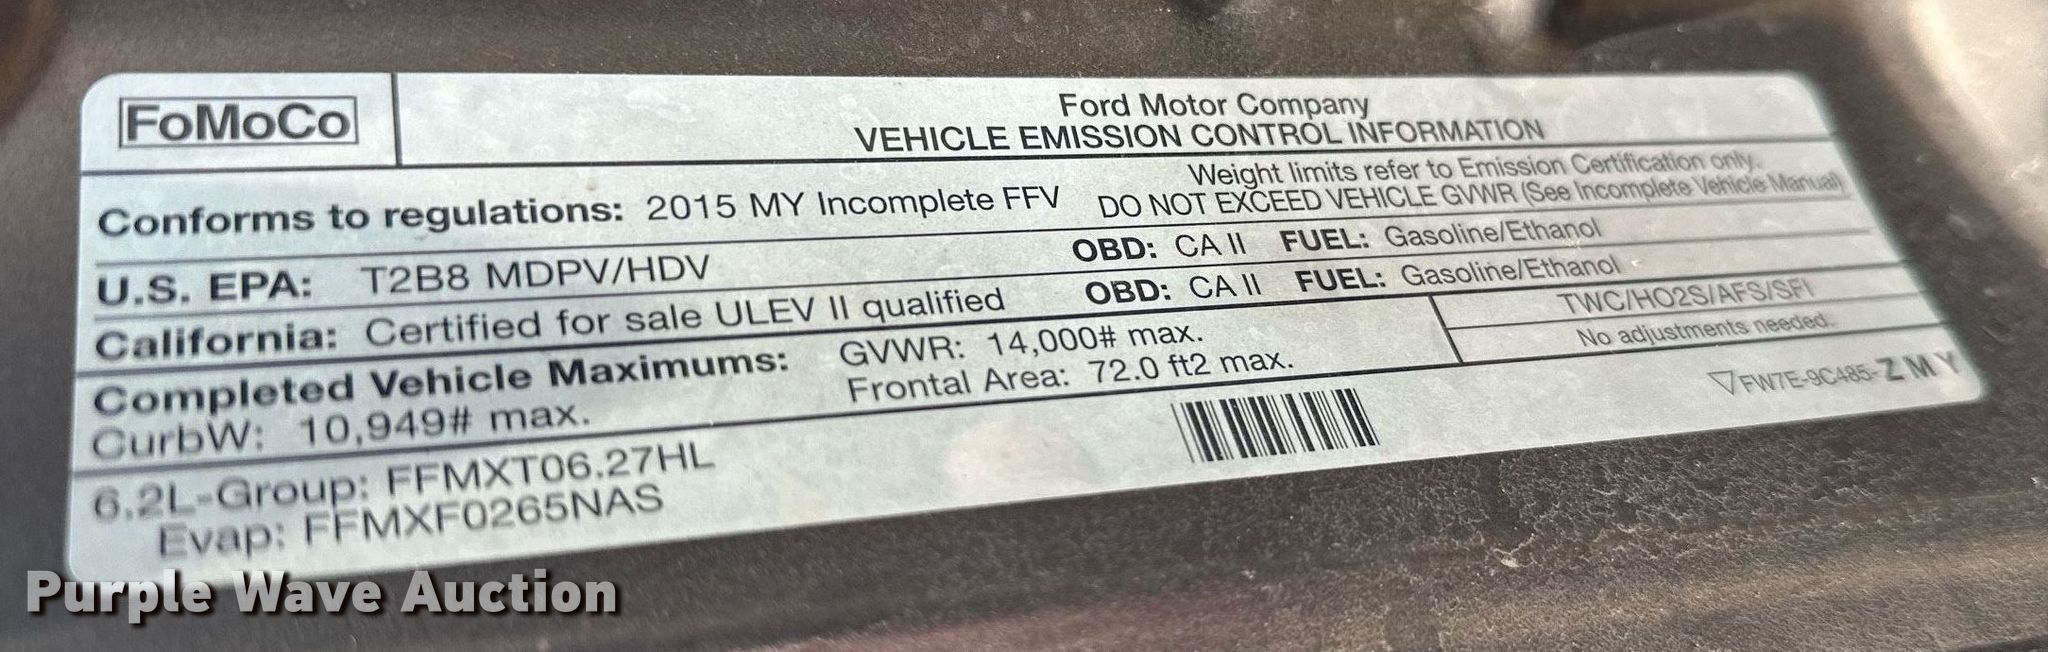 FoMoCo
Ford Motor Company
VEHICLE EMISSION CONTROL INFORMATION
Conforms to regulations: 2015 MY Incomplete FFV
Weight limits refer to Emission Certification only.
DO NOT EXCEED VEHICLE GVWR (See Incomplete Vehicle Manual)
U.S. EPA: T2B8 MDPV/HDV OBD: CA II FUEL: Gasoline/Ethanol
California: Certified for sale ULEV II qualified OBD: CA II FUEL: Gasoline/Ethanol
Completed Vehicle Maximums: GVWR: 14,000# max.
CurbW: 10,949# max. Frontal Area: 72.0 ft2 max.
TWC/HO2S/AFS/SFI
No adjustments needed.
6.2L-Group: FFMXT06.27HL
Evap: FFMXF0265NAS
FW7E-9C485-ZMY
Purple Wave Auction